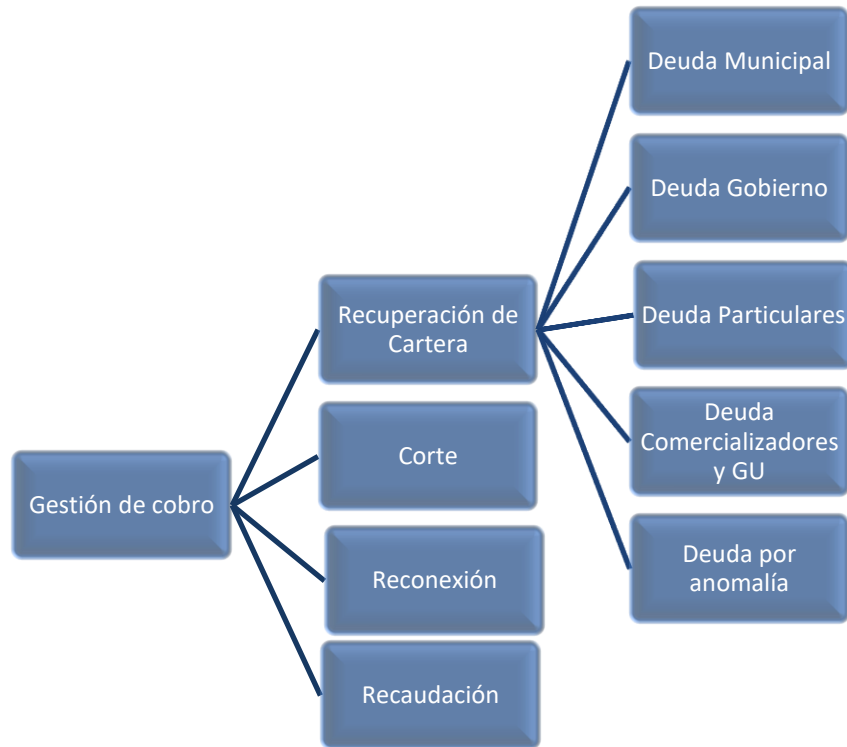 Gestión de cobro
Recuperación de
Cartera
Corte
Reconexión
Recaudación
Deuda Municipal
Deuda Gobierno
Deuda Particulares
Deuda
Comercializadores
y GU
Deuda por
anomalía